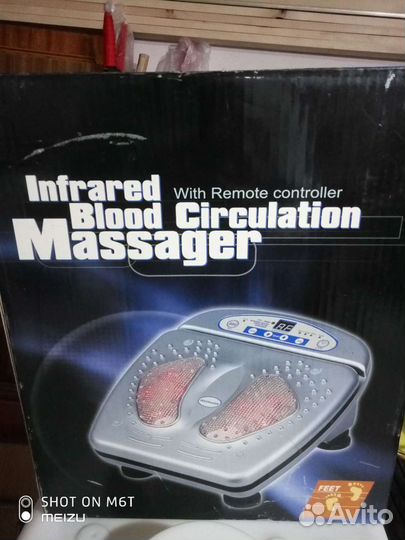 Infrared With Remote controller
Blood Circulation
Massager
FEET
SHOT ON M6T
MEIZU
Avito